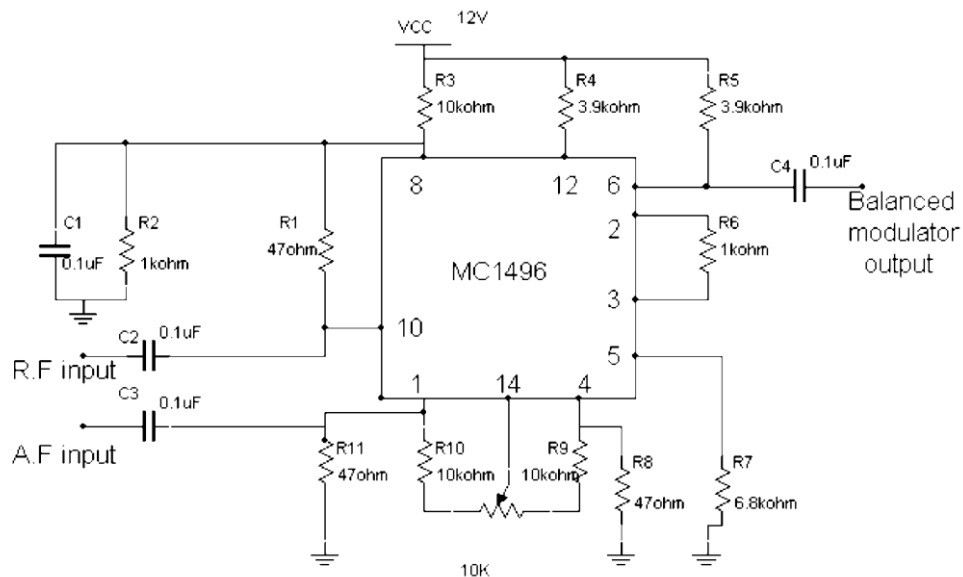 VCC
12V
R3
10kohm
R4
3.9kohm
R5
3.9kohm
C4
0.1uF
8
12
6
Balanced
modulator
output
C1
0.1uF
R2
1kohm
R1
47ohm
2
R6
1kohm
MC1496
3
10
5
C2
0.1uF
R.F input
C3
0.1uF
1
14
4
A.F input
R11
47ohm
R10
10kohm
R9
10kohm
R8
47ohm
R7
6.8kohm
10K